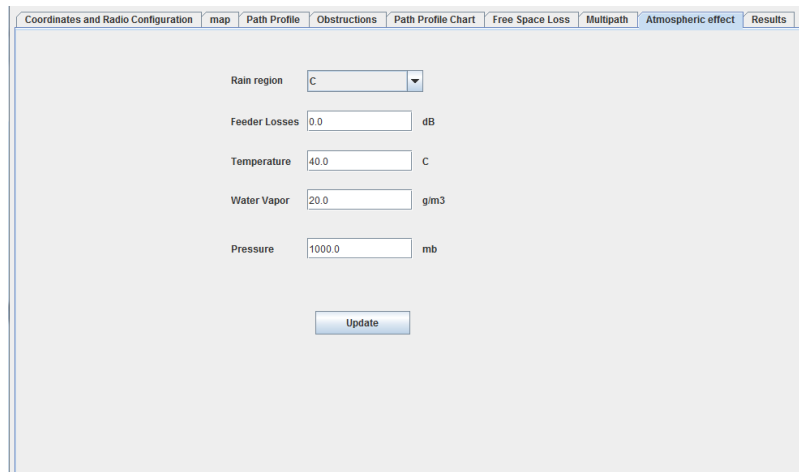 Coordinates and Radio Configuration map Path Profile Obstructions Path Profile Chart Free Space Loss Multipath Atmospheric effect Results
Rain region C
Feeder Losses 0.0 dB
Temperature 40.0 C
Water Vapor 20.0 g/m3
Pressure 1000.0 mb
Update